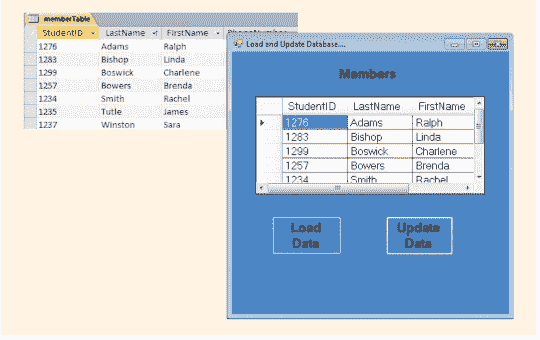 memberTable
StudentID LastName FirstName PhoneNumber
1276 Adams Ralph
1283 Bishop Linda
1299 Boswick Charlene
1257 Bowers Brenda
1234 Smith Rachel
1235 Tutle James
1237 Winston Sara
Load and Update Database....
Members
StudentID LastName FirstName
1276 Adams Ralph
1283 Bishop Linda
1299 Boswick Charlene
1257 Bowers Brenda
1234 Smith Rachel
Load
Data
Update
Data